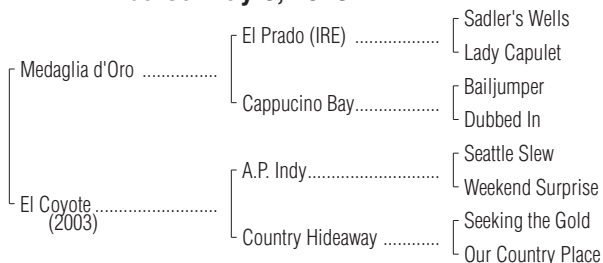 Sadler's Wells
El Prado (IRE) ....................
Lady Capulet
Medaglia d'Oro ................
Bailjumper
Cappucino Bay....................
Dubbed In
Seattle Slew
A.P. Indy...............................
Weekend Surprise
El Coyote ..........................
(2003)
Seeking the Gold
Country Hideaway .............
Our Country Place